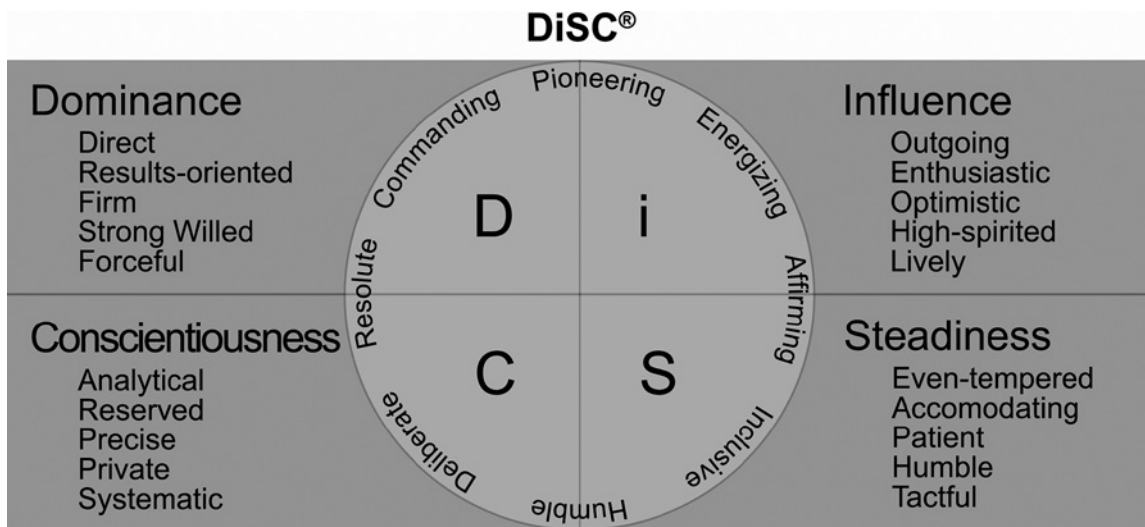 DiSC®
Dominance
Direct
Results-oriented
Firm
Strong Willed
Forceful
Influence
Outgoing
Enthusiastic
Optimistic
High-spirited
Lively
Conscientiousness
Analytical
Reserved
Precise
Private
Systematic
Steadiness
Even-tempered
Accomodating
Patient
Humble
Tactful
Pioneering
Energizing
Affirming
Inclusive
Humble
Deliberate
Resolute
Commanding
D
i
C
S